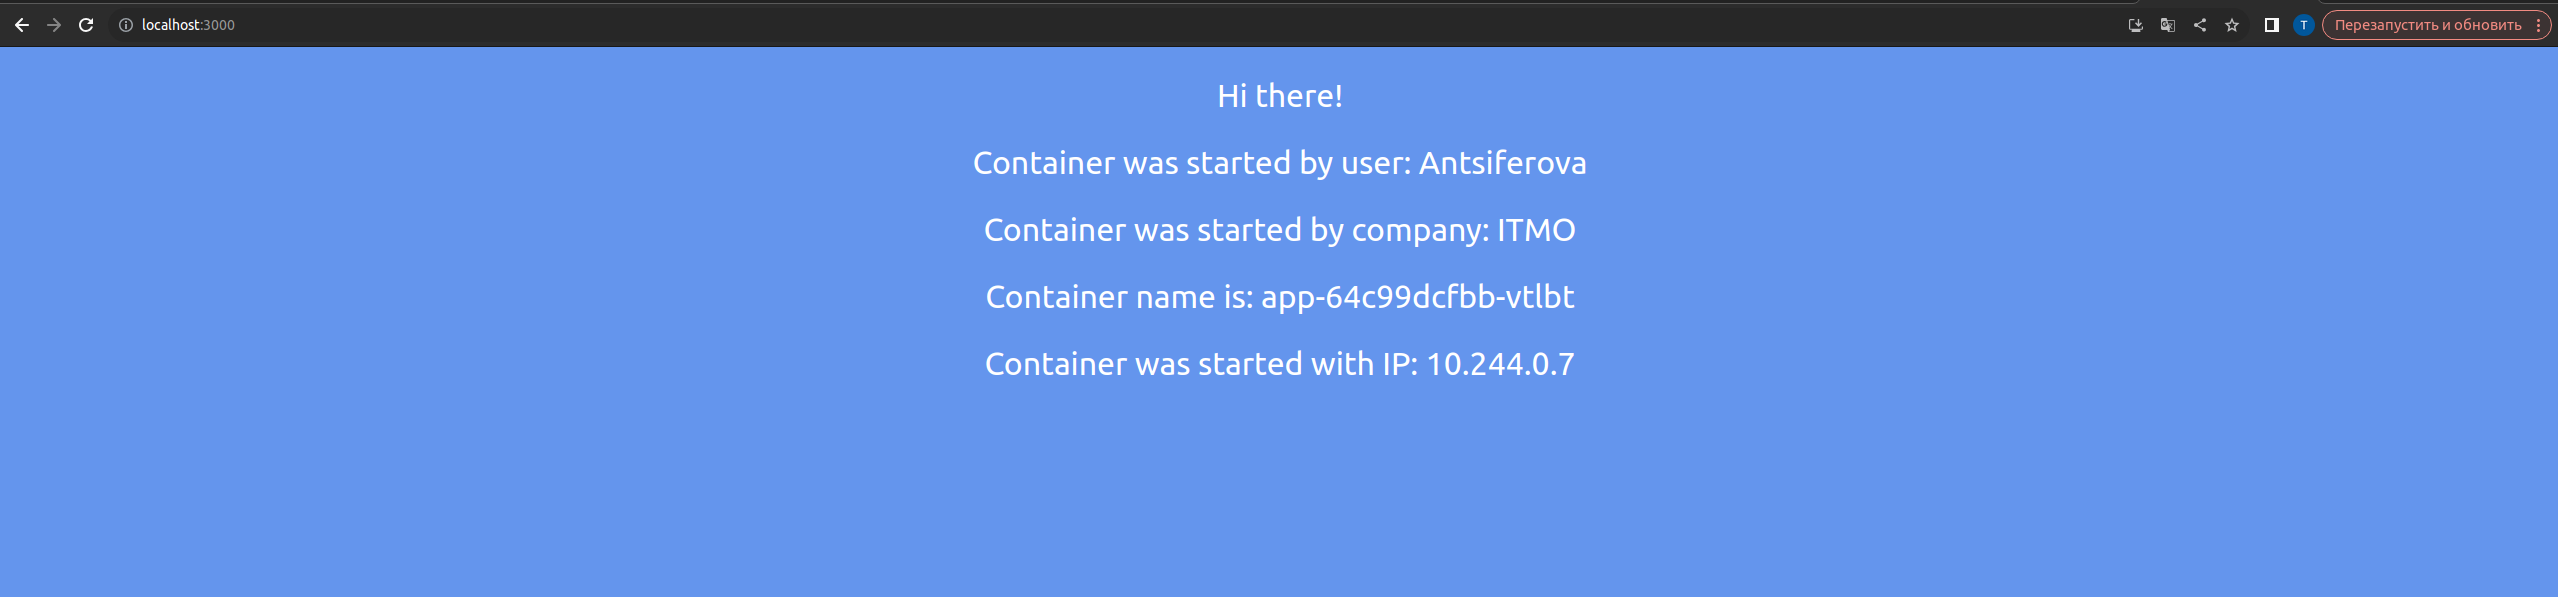 localhost:3000
T
Перезапустить и обновить
Hi there!
Container was started by user: Antsiferova
Container was started by company: ITMO
Container name is: app-64c99dcfbb-vtlbt
Container was started with IP: 10.244.0.7